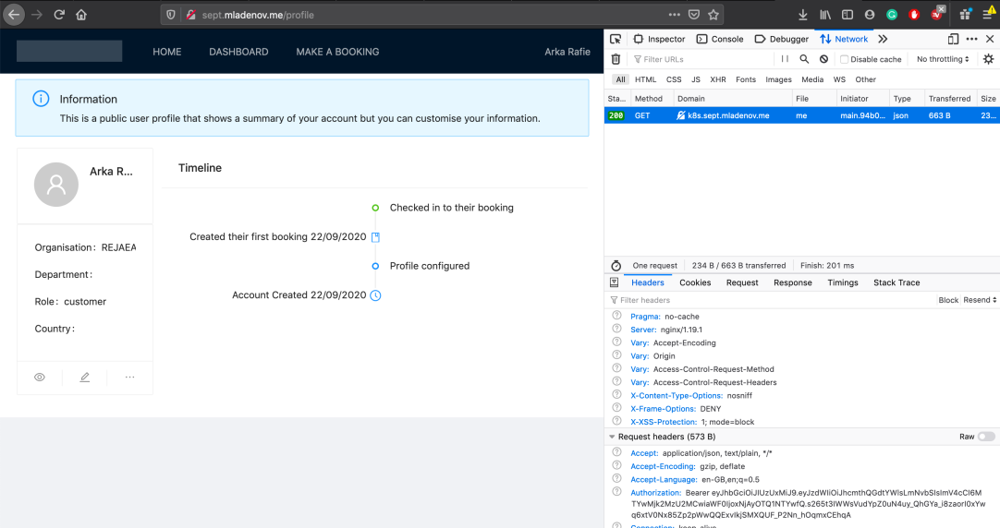 sept.mladenov.me/profile
HOME
DASHBOARD
MAKE A BOOKING
Arka Rafie
Information
This is a public user profile that shows a summary of your account but you can customise your information.
Arka R...
Organisation: REJAEA
Department:
Role: customer
Country:
Timeline
Checked in to their booking
Created their first booking 22/09/2020
Profile configured
Account Created 22/09/2020
Inspector Console Debugger Network
Filter URLs
Disable cache No throttling
All HTML CSS JS XHR Fonts Images Media WS Other
Sta... Method Domain File Initiator Type Transferred Size
200 GET k8s.sept.mladenov.me me main.94b0... json 663 B 23...
One request 234 B / 663 B transferred Finish: 201 ms
Headers Cookies Request Response Timings Stack Trace
Filter headers Block Resend
Pragma: no-cache
Server: nginx/1.19.1
Vary: Accept-Encoding
Vary: Origin
Vary: Access-Control-Request-Method
Vary: Access-Control-Request-Headers
X-Content-Type-Options: nosniff
X-Frame-Options: DENY
X-XSS-Protection: 1; mode=block
Request headers (573 B) Raw
Accept: application/json, text/plain, */*
Accept-Encoding: gzip, deflate
Accept-Language: en-GB,en;q=0.5
Authorization: Bearer
Connection: keep-alive